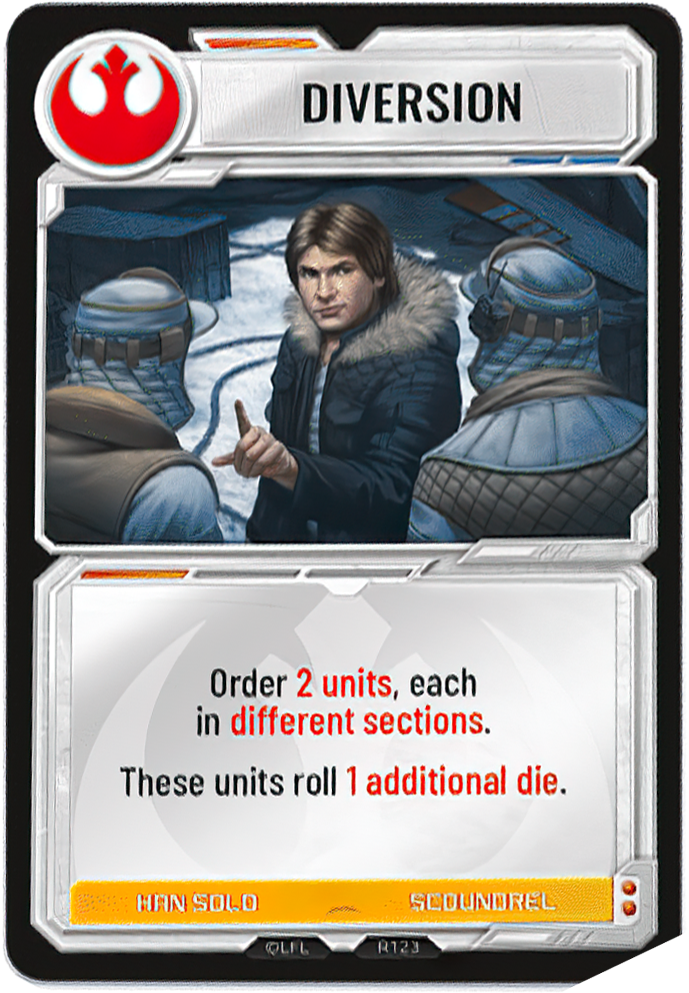 DIVERSION
Order 2 units, each
in different sections.
These units roll 1 additional die.
HAN SOLO SCOUNDREL
©LFL R123